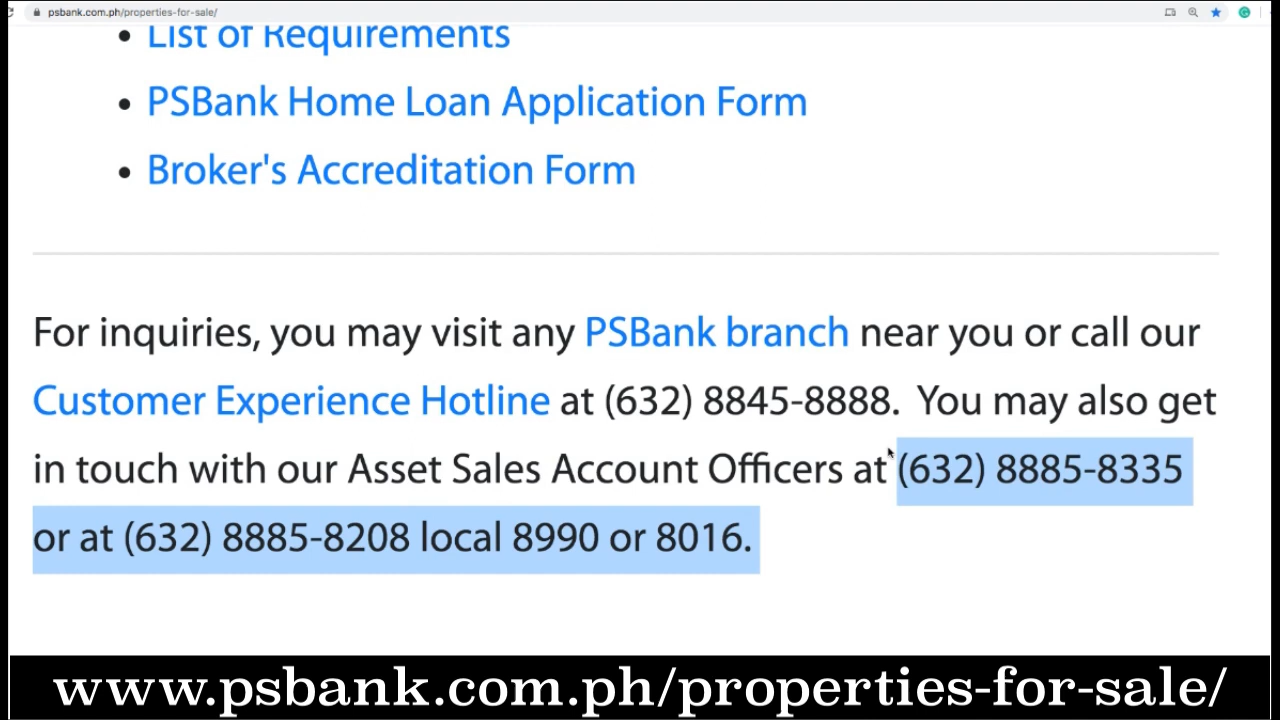 psbank.com.ph/properties-for-sale/
List of Requirements
PSBank Home Loan Application Form
Broker's Accreditation Form
For inquiries, you may visit any PSBank branch near you or call our
Customer Experience Hotline at (632) 8845-8888. You may also get
in touch with our Asset Sales Account Officers at (632) 8885-8335
or at (632) 8885-8208 local 8990 or 8016.
www.psbank.com.ph/properties-for-sale/